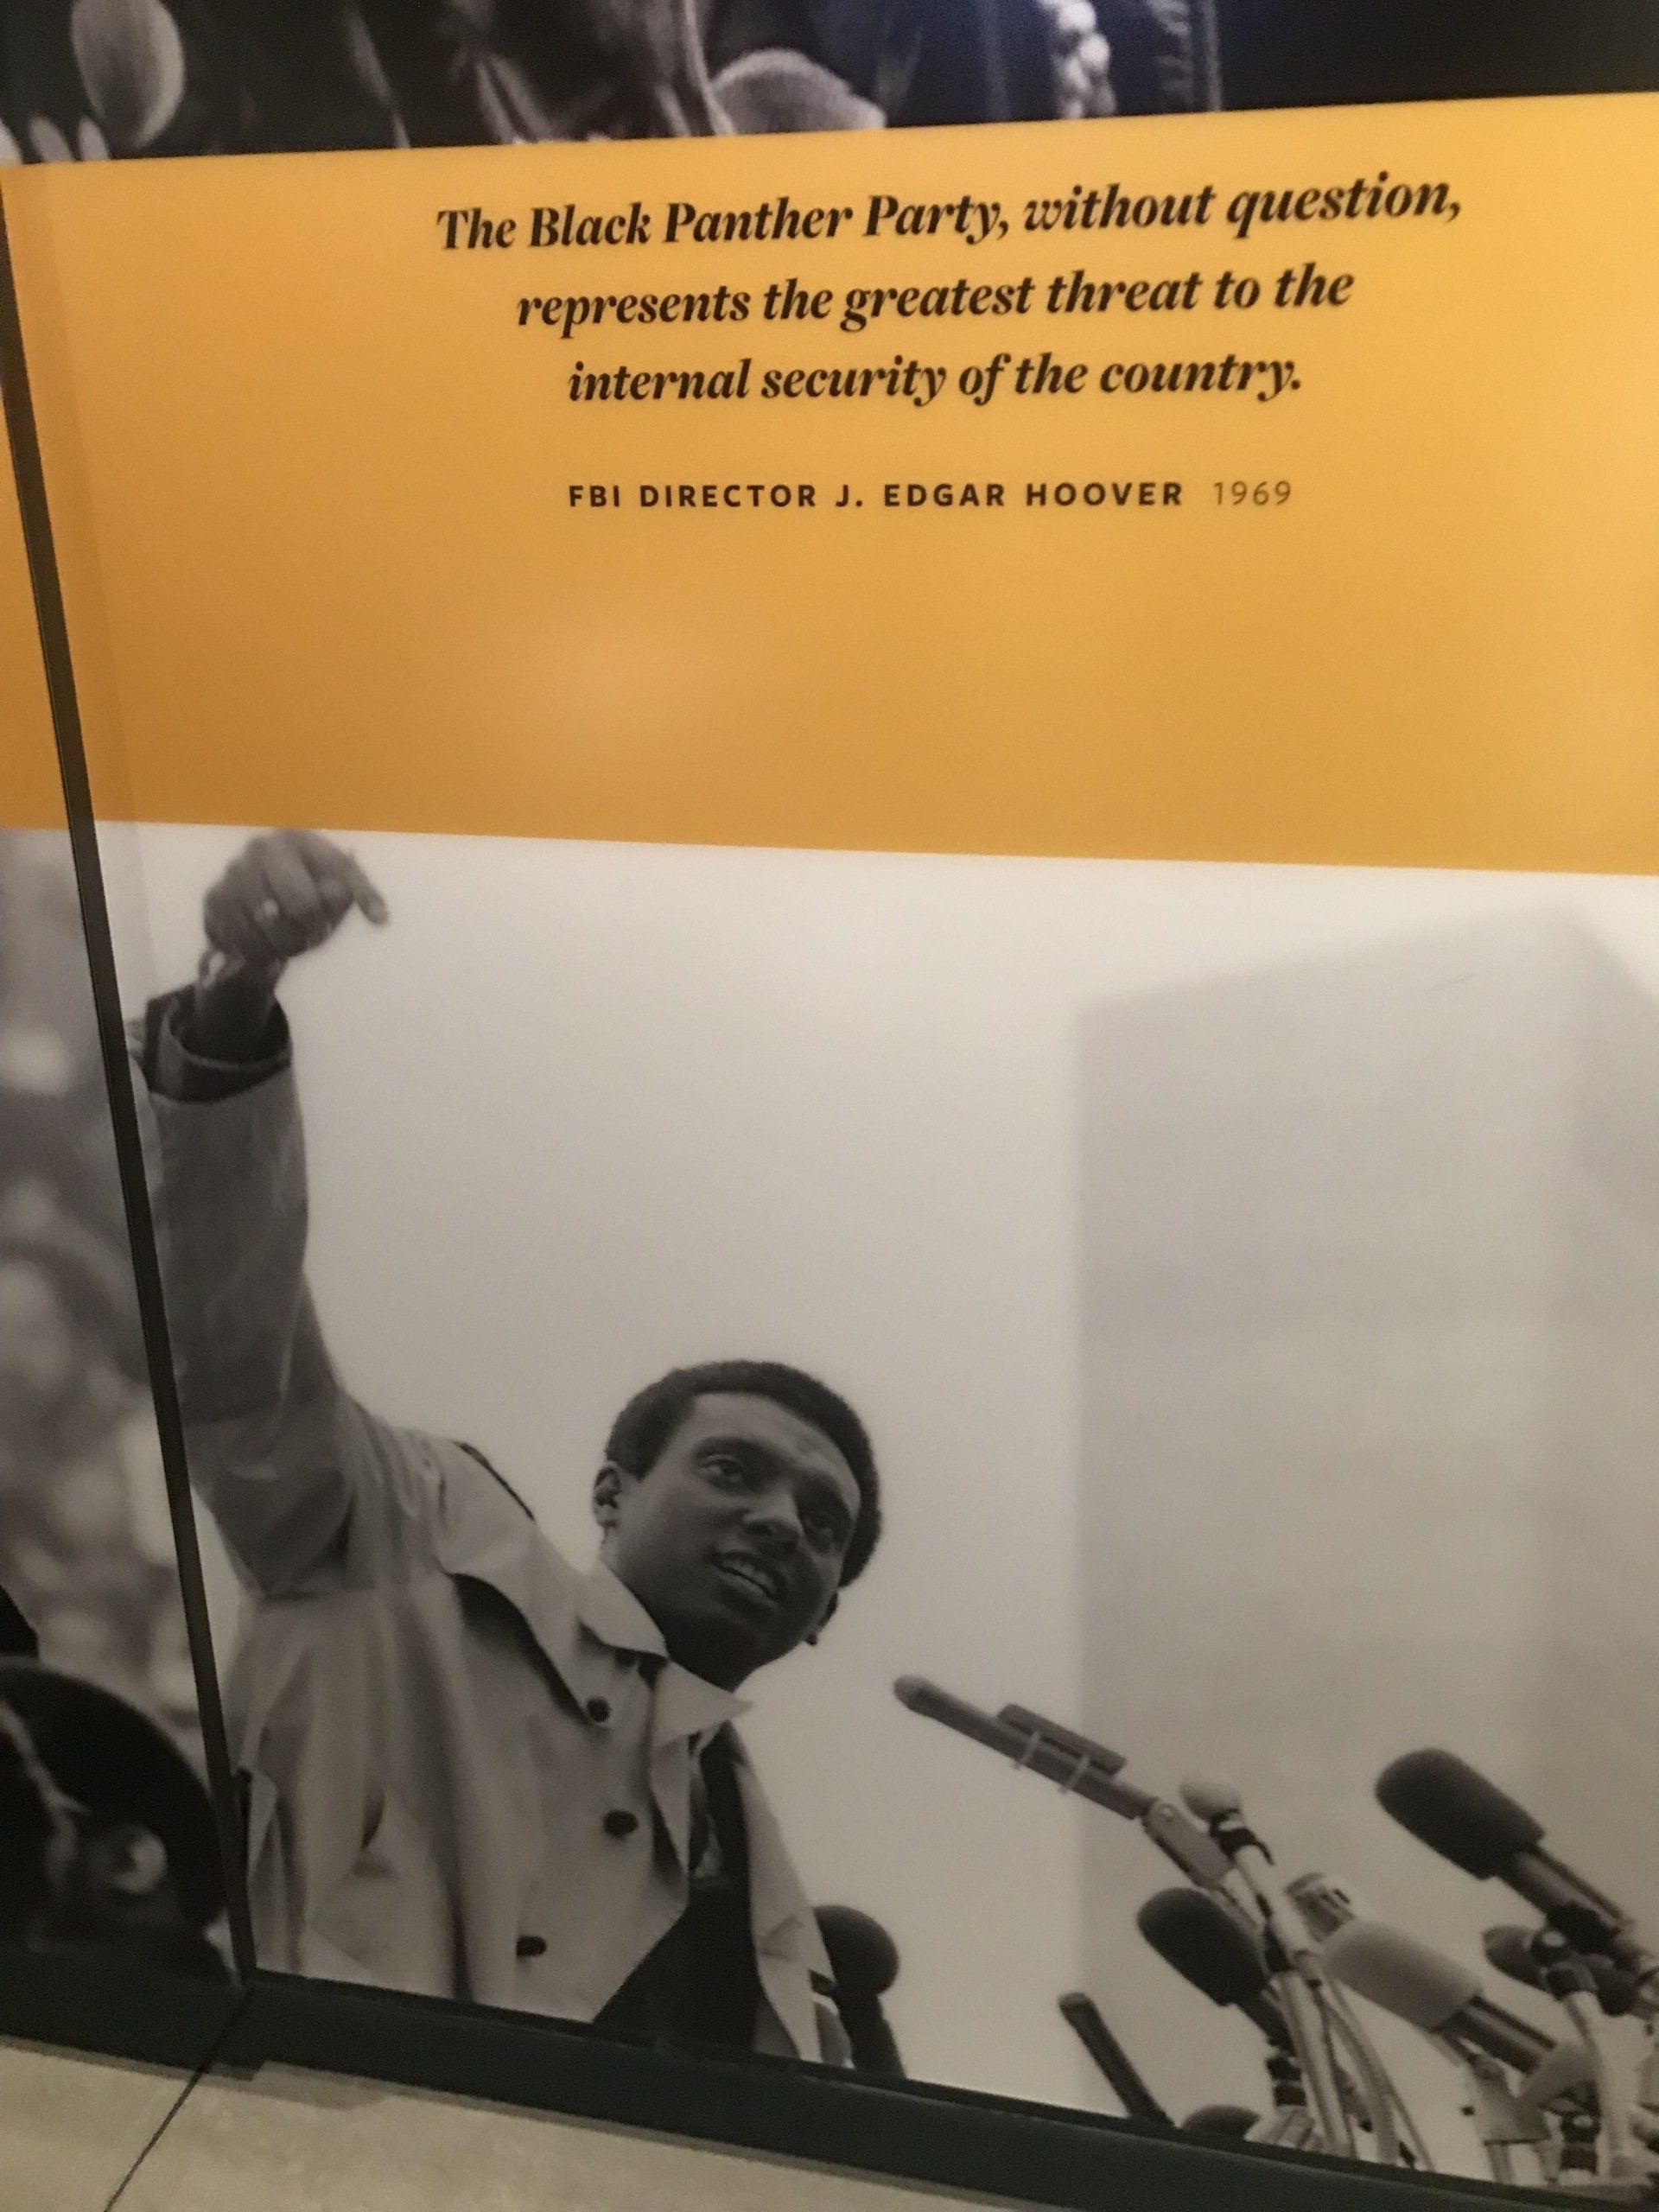 The Black Panther Party, without question,
represents the greatest threat to the
internal security of the country.
FBI DIRECTOR J. EDGAR HOOVER 1969